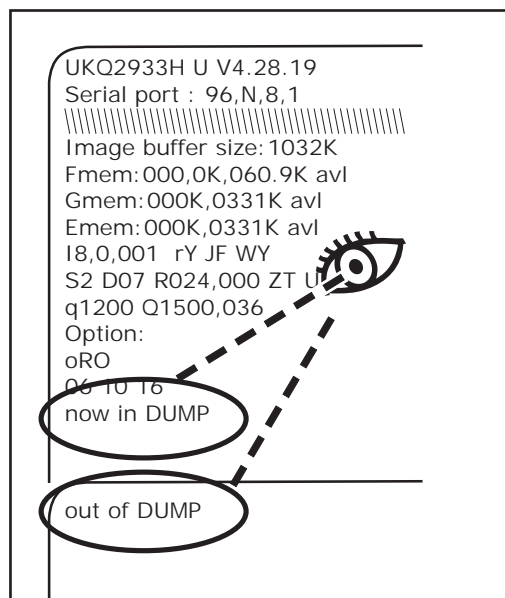 UKQ2933H U V4.28.19
Serial port : 96,N,8,1
\\\\\\\\\\\\\\\\\\\\\\\\\\\\\\\\\\\\\\\\\\\\\\\\\\\\\\
Image buffer size:1032K
Fmem:000,0K,060.9K avl
Gmem:000K,0331K avl
Emem:000K,0331K avl
I8,0,001 rY JF WY
S2 D07 R024,000 ZT U
q1200 Q1500,036
Option:
oRO
06 10 16
now in DUMP
out of DUMP